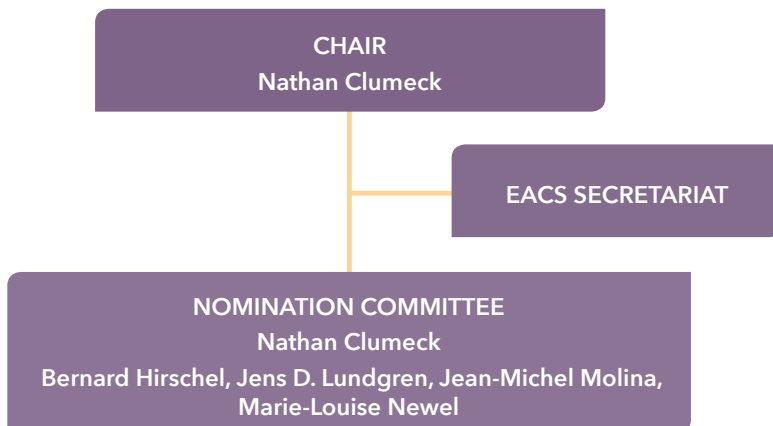 CHAIR
Nathan Clumeck
EACS SECRETARIAT
NOMINATION COMMITTEE
Nathan Clumeck
Bernard Hirschel, Jens D. Lundgren, Jean-Michel Molina,
Marie-Louise Newel